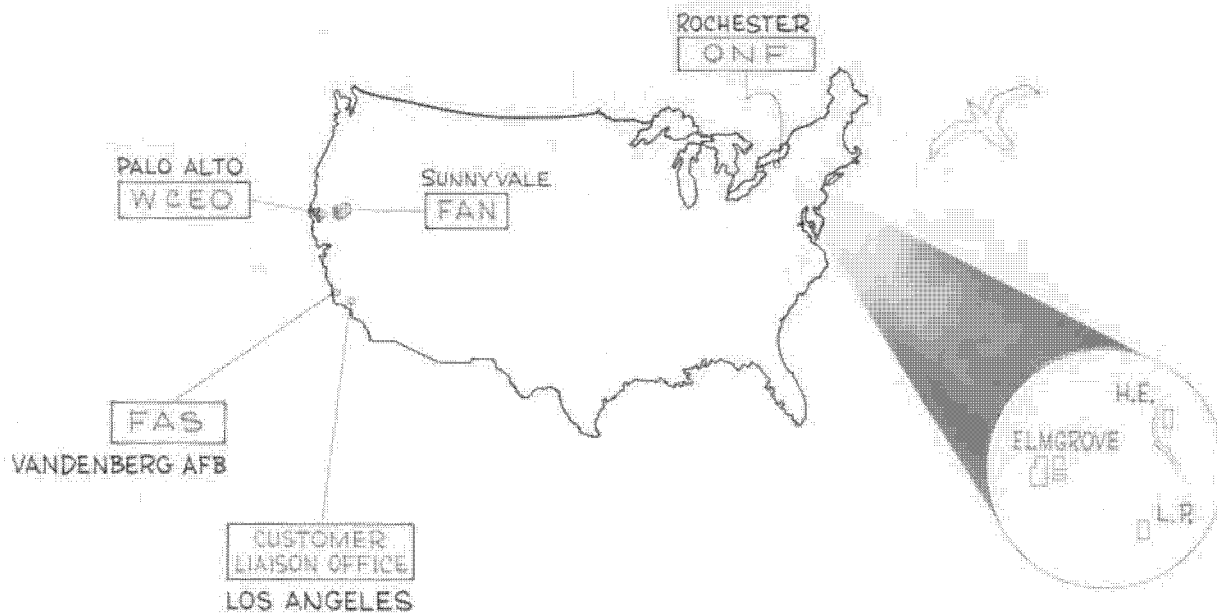 ROCHESTER
ONF
PALO ALTO
WCEO
SUNNYVALE
FAN
FAS
VANDENBERG AFB
CUSTOMER
LIAISON OFFICE
LOS ANGELES
H.E.
ELMGROVE
L.P.